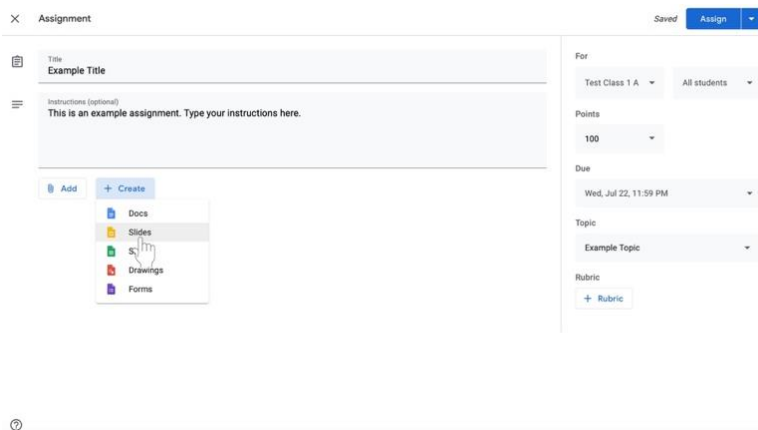 Assignment
Saved
Assign
Title
Example Title
Instructions (optional)
This is an example assignment. Type your instructions here.
Add
+ Create
Docs
Slides
S
Drawings
Forms
For
Test Class 1 A
All students
Points
100
Due
Wed, Jul 22, 11:59 PM
Topic
Example Topic
Rubric
+ Rubric